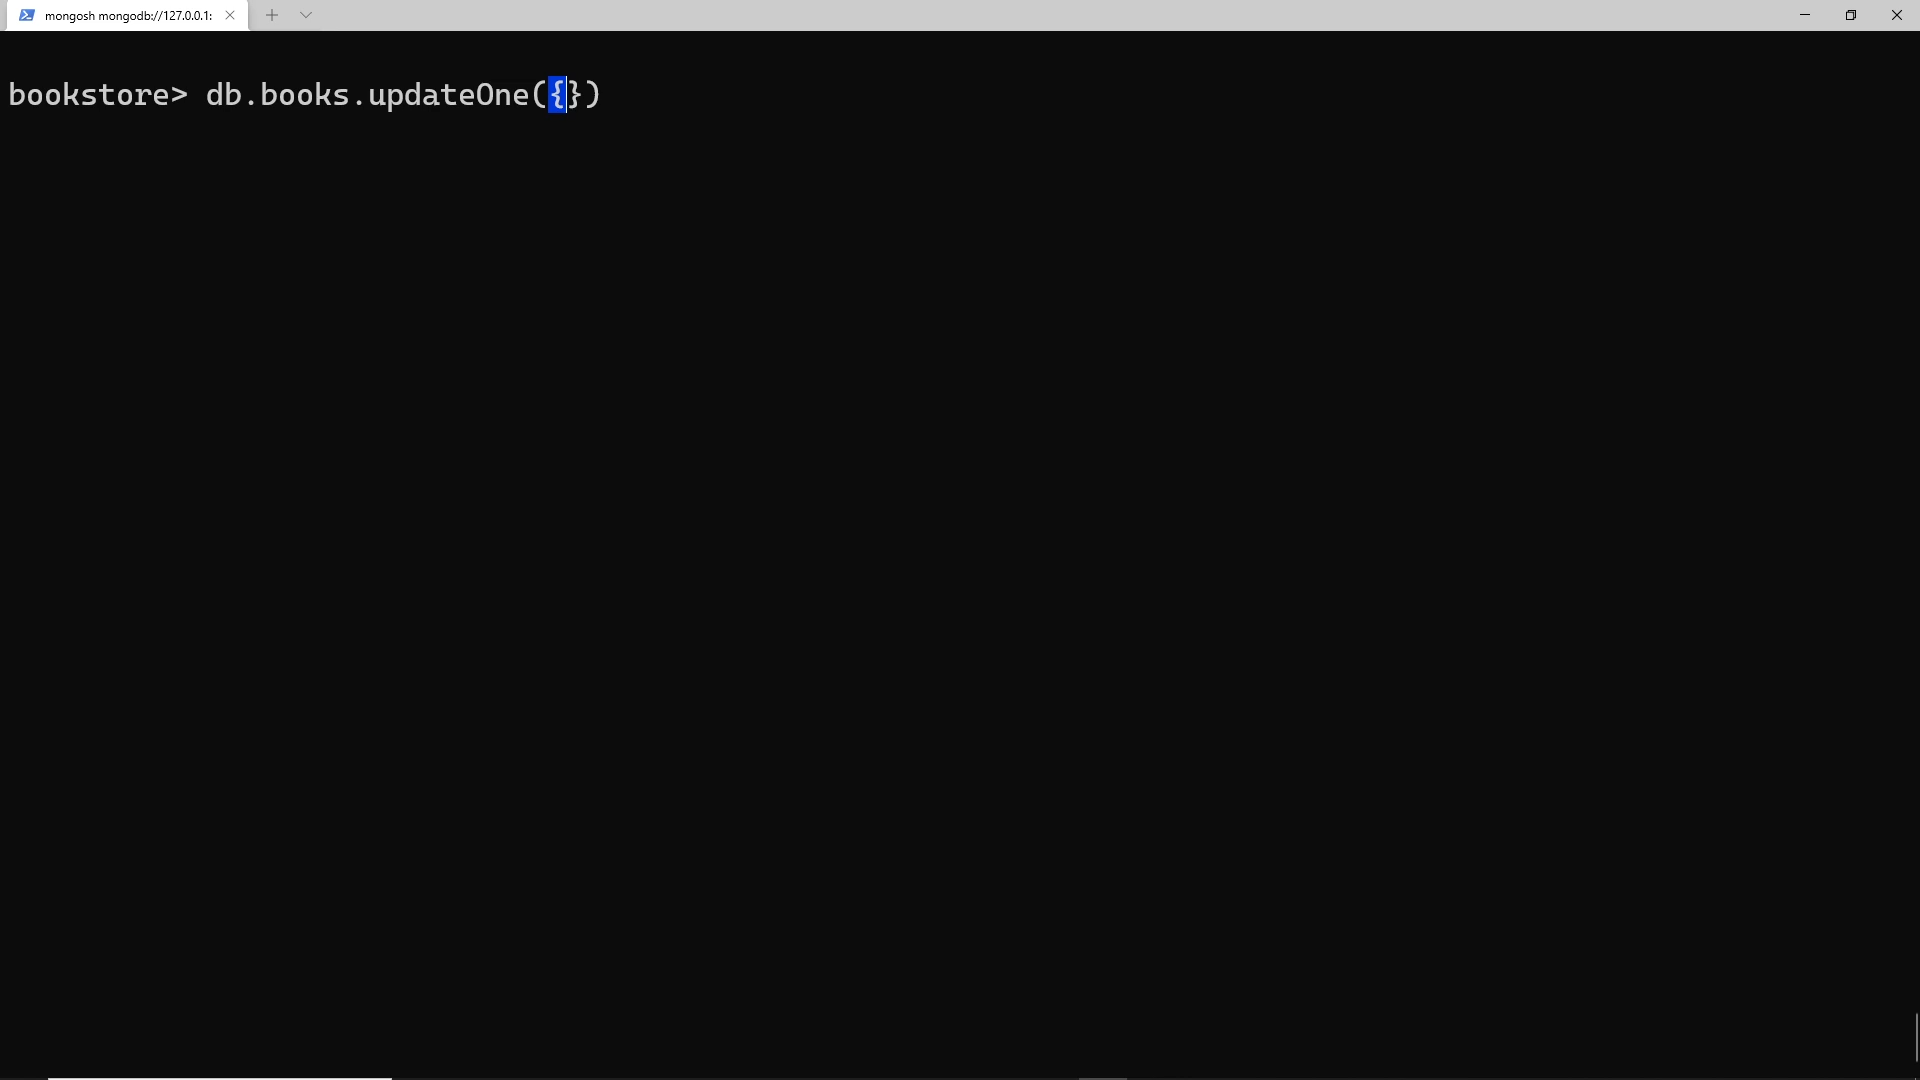 mongosh mongodb://127.0.0.1:
bookstore> db.books.updateOne({})